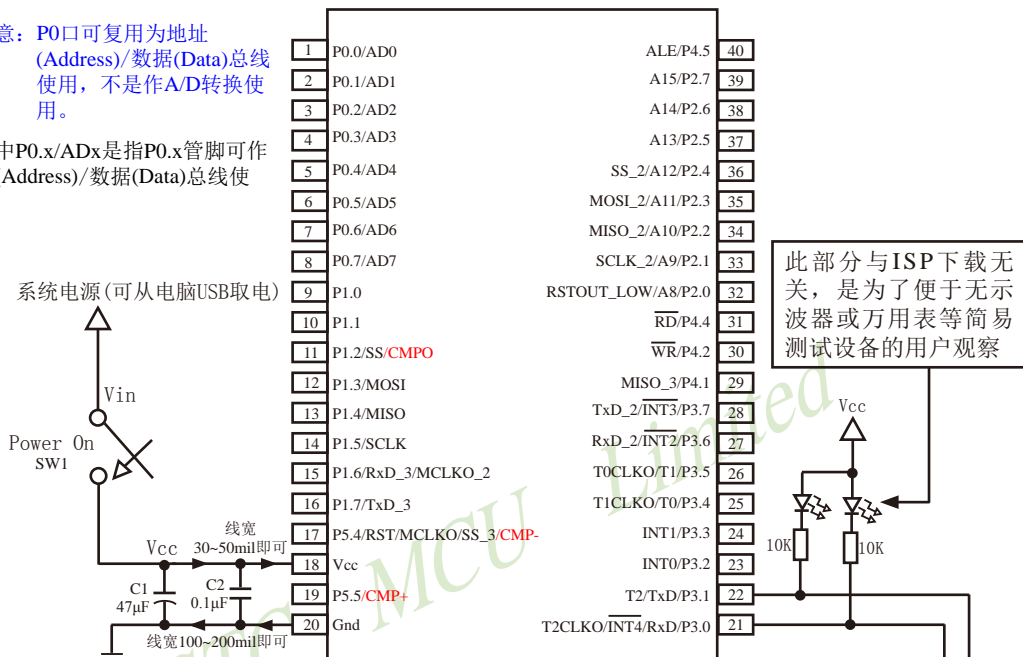 意：P0口可复用为地址
(Address)/数据(Data)总线
使用，不是作A/D转换使
用。
中P0.x/ADx是指P0.x管脚可作
(Address)/数据(Data)总线使
1 P0.0/AD0
2 P0.1/AD1
3 P0.2/AD2
4 P0.3/AD3
5 P0.4/AD4
6 P0.5/AD5
7 P0.6/AD6
8 P0.7/AD7
9 P1.0
10 P1.1
11 P1.2/SS/CMPO
12 P1.3/MOSI
13 P1.4/MISO
14 P1.5/SCLK
15 P1.6/RxD_3/MCLKO_2
16 P1.7/TxD_3
17 P5.4/RST/MCLKO/SS_3/CMP-
18 Vcc
19 P5.5/CMP+
20 Gnd
ALE/P4.5 40
A15/P2.7 39
A14/P2.6 38
A13/P2.5 37
SS_2/A12/P2.4 36
MOSI_2/A11/P2.3 35
MISO_2/A10/P2.2 34
SCLK_2/A9/P2.1 33
RSTOUT_LOW/A8/P2.0 32
RD/P4.4 31
WR/P4.2 30
MISO_3/P4.1 29
TxD_2/INT3/P3.7 28
RxD_2/INT2/P3.6 27
T0CLKO/T1/P3.5 26
T1CLKO/T0/P3.4 25
INT1/P3.3 24
INT0/P3.2 23
T2/TxD/P3.1 22
T2CLKO/INT4/RxD/P3.0 21
系统电源(可从电脑USB取电)
Vin
Power On
SW1
线宽
Vcc 30~50mil即可
C1
47μF
C2
0.1μF
线宽100~200mil即可
此部分与ISP下载无
关，是为了便于无示
波器或万用表等简易
测试设备的用户观察
Vcc
10K
10K
STC MCU Limited